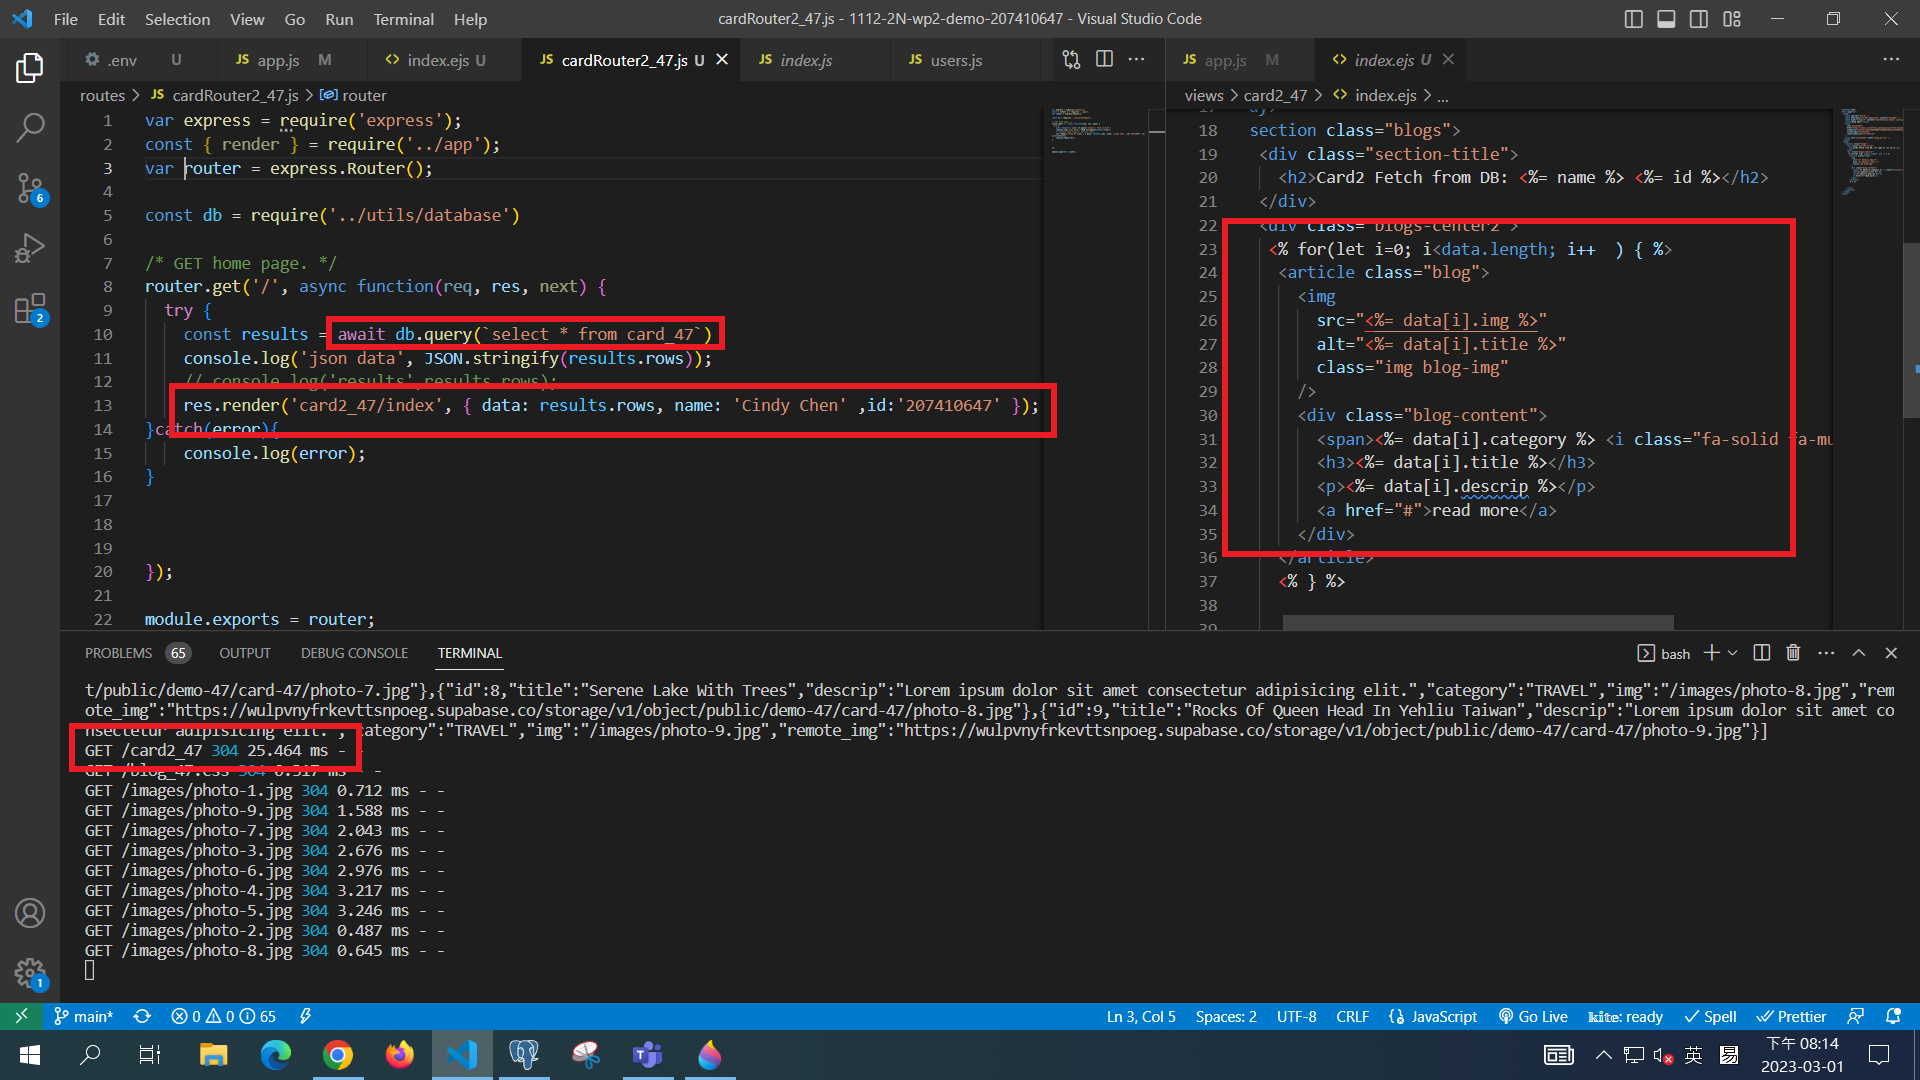 File Edit Selection View Go Run Terminal Help
cardRouter2_47.js - 1112-2N-wp2-demo-207410647 - Visual Studio Code
.env U
JS app.js M
<> index.ejs U
JS cardRouter2_47.js U
JS index.js
JS users.js
JS app.js M
<> index.ejs U
routes > JS cardRouter2_47.js > router
1 var express = require('express');
2 const { render } = require('../app');
3 var router = express.Router();
4
5 const db = require('../utils/database')
6
7 /* GET home page. */
8 router.get('/', async function(req, res, next) {
9 try {
10 const results = await db.query(`select * from card_47`)
11 console.log('json data', JSON.stringify(results.rows));
12 // console.log('results',results.rows);
13 res.render('card2_47/index', { data: results.rows, name: 'Cindy Chen' ,id:'207410647' });
14 }catch(error){
15 console.log(error);
16 }
17
18
19
20 });
21
22 module.exports = router;
views > card2_47 > <> index.ejs > ...
18 section class="blogs">
19 <div class="section-title">
20 <h2>Card2 Fetch from DB: <%= name %> <%= id %></h2>
21 </div>
22 <div class="blogs-center2">
23 <% for(let i=0; i<data.length; i++ ) { %>
24 <article class="blog">
25 <img
26 src="<%= data[i].img %>"
27 alt="<%= data[i].title %>"
28 class="img blog-img"
29 />
30 <div class="blog-content">
31 <span><%= data[i].category %> <i class="fa-solid fa-mu
32 <h3><%= data[i].title %></h3>
33 <p><%= data[i].descrip %></p>
34 <a href="#">read more</a>
35 </div>
36 </article>
37 <% } %>
38
39
PROBLEMS 65 OUTPUT DEBUG CONSOLE TERMINAL
bash
t/public/demo-47/card-47/photo-7.jpg"},{"id":8,"title":"Serene Lake With Trees","descrip":"Lorem ipsum dolor sit amet consectetur adipisicing elit.","category":"TRAVEL","img":"/images/photo-8.jpg","rem
ote_img":"https://wulpvnyfrkevttsnpoeg.supabase.co/storage/v1/object/public/demo-47/card-47/photo-8.jpg"},{"id":9,"title":"Rocks Of Queen Head In Yehliu Taiwan","descrip":"Lorem ipsum dolor sit amet co
nsectetur adipisicing elit.","category":"TRAVEL","img":"/images/photo-9.jpg","remote_img":"https://wulpvnyfrkevttsnpoeg.supabase.co/storage/v1/object/public/demo-47/card-47/photo-9.jpg"}]
GET /card2_47 304 25.464 ms - -
GET /blog_47.css 304 0.517 ms - -
GET /images/photo-1.jpg 304 0.712 ms - -
GET /images/photo-9.jpg 304 1.588 ms - -
GET /images/photo-7.jpg 304 2.043 ms - -
GET /images/photo-3.jpg 304 2.676 ms - -
GET /images/photo-6.jpg 304 2.976 ms - -
GET /images/photo-4.jpg 304 3.217 ms - -
GET /images/photo-5.jpg 304 3.246 ms - -
GET /images/photo-2.jpg 304 0.487 ms - -
GET /images/photo-8.jpg 304 0.645 ms - -
6
2
1
main* 0 0 65
Ln 3, Col 5 Spaces: 2 UTF-8 CRLF JavaScript Go Live kite: ready Spell Prettier
英 易
下午 08:14
2023-03-01